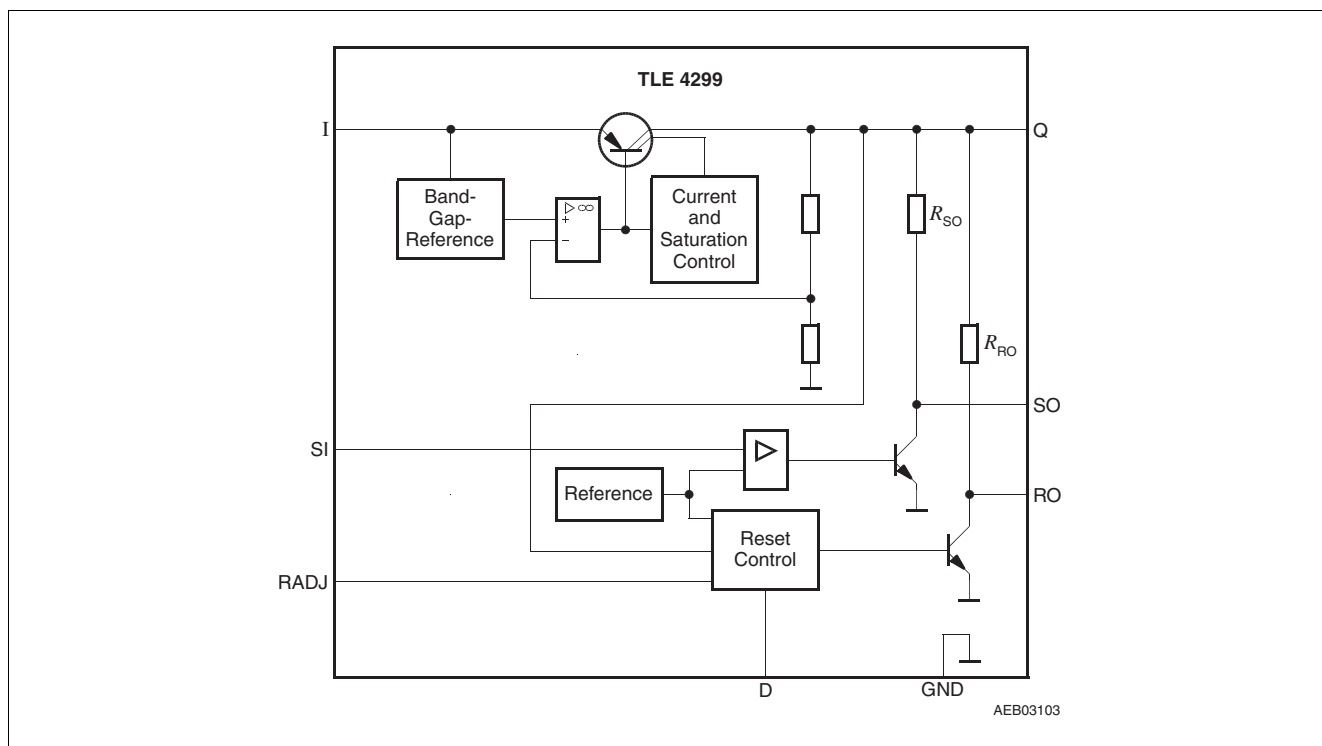 TLE 4299
I
Q
Band-
Gap-
Reference
▷ ∞
+
−
Current
and
Saturation
Control
RSO
RRO
SO
SI
▷
Reference
RO
Reset
Control
RADJ
D
GND
AEB03103